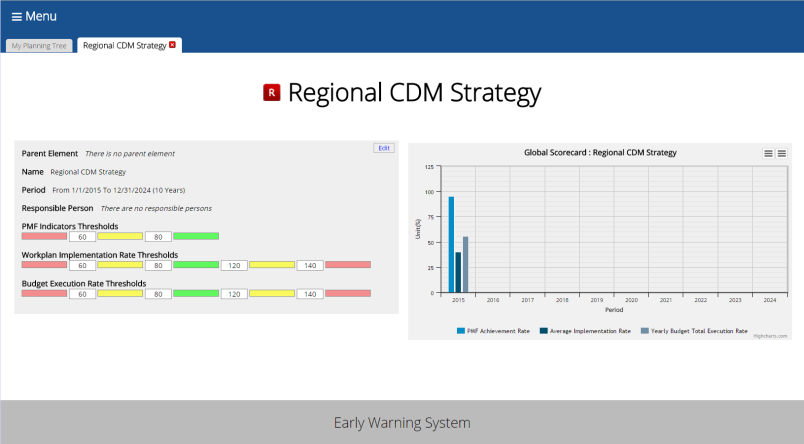 Menu
My Planning Tree
Regional CDM Strategy
R Regional CDM Strategy
Edit
Parent Element There is no parent element
Name Regional CDM Strategy
Period From 1/1/2015 To 12/31/2024 (10 Years)
Responsible Person There are no responsible persons
PMF Indicators Thresholds
60 80
Workplan Implementation Rate Thresholds
60 80 120 140
Budget Execution Rate Thresholds
60 80 120 140
Global Scorecard : Regional CDM Strategy
Unit(%)
125
100
75
50
25
0
2015 2016 2017 2018 2019 2020 2021 2022 2023 2024
Period
PMF Achievement Rate Average Implementation Rate Yearly Budget Total Execution Rate
Highcharts.com
Early Warning System